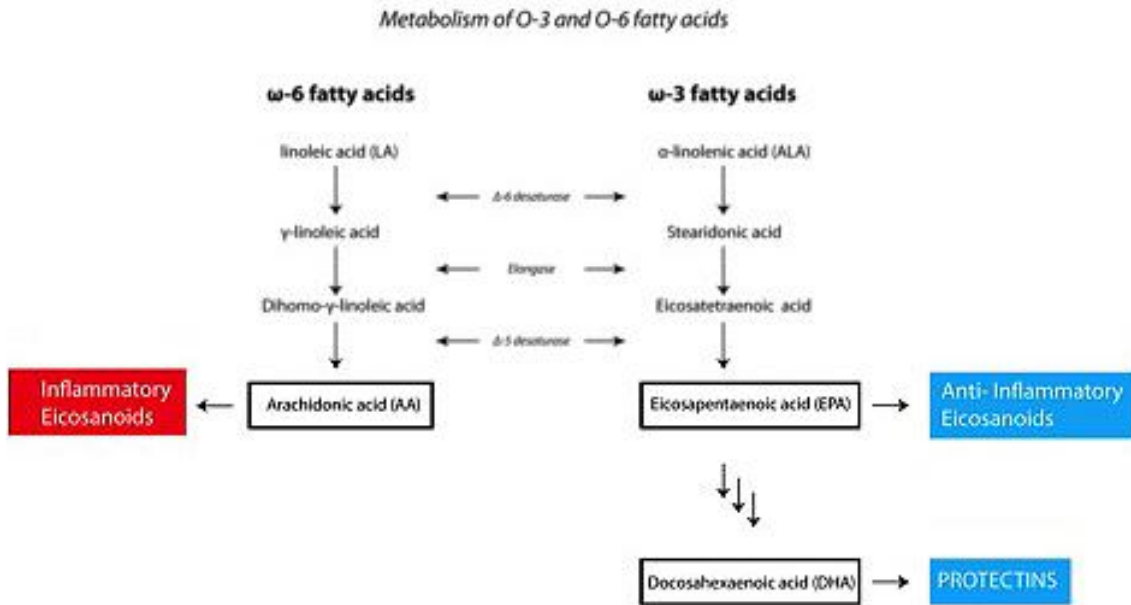 Metabolism of O-3 and O-6 fatty acids
ω-6 fatty acids
ω-3 fatty acids
linoleic acid (LA)
α-linolenic acid (ALA)
Δ-6 desaturase
γ-linoleic acid
Stearidonic acid
Elongase
Dihomo-γ-linoleic acid
Eicosatetraenoic acid
Δ-5 desaturase
Inflammatory
Eicosanoids
Arachidonic acid (AA)
Eicosapentaenoic acid (EPA)
Anti- Inflammatory
Eicosanoids
Docosahexaenoic acid (DHA)
PROTECTINS